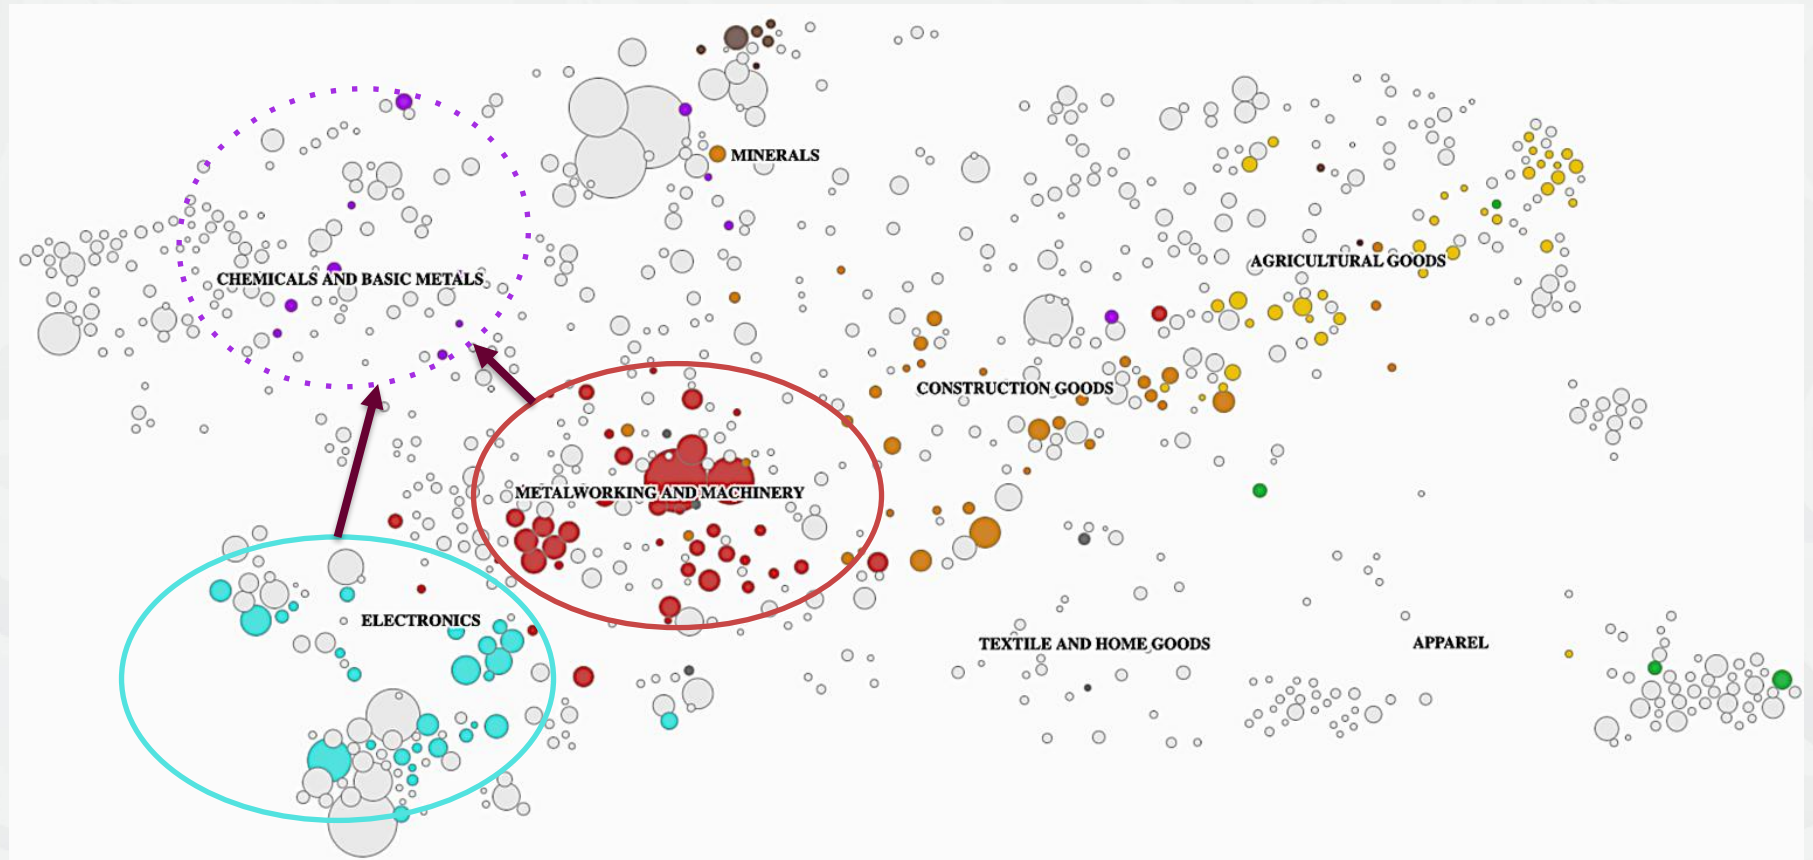 MINERALS
AGRICULTURAL GOODS
CHEMICALS AND BASIC METALS
CONSTRUCTION GOODS
METALWORKING AND MACHINERY
ELECTRONICS
TEXTILE AND HOME GOODS
APPAREL